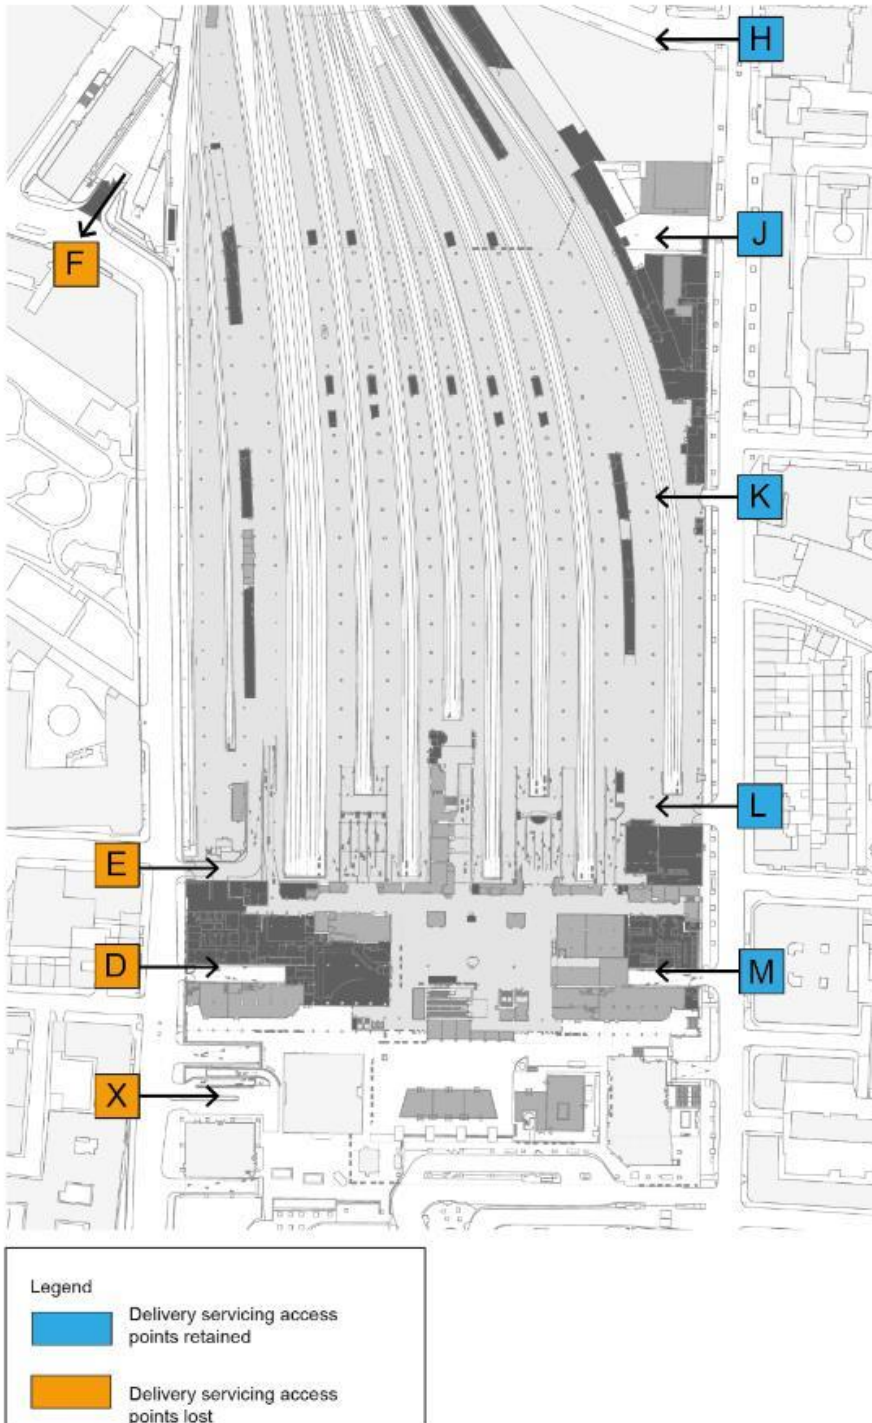 H
J
F
K
L
E
D
M
X
Legend
Delivery servicing access
points retained
Delivery servicing access
points lost